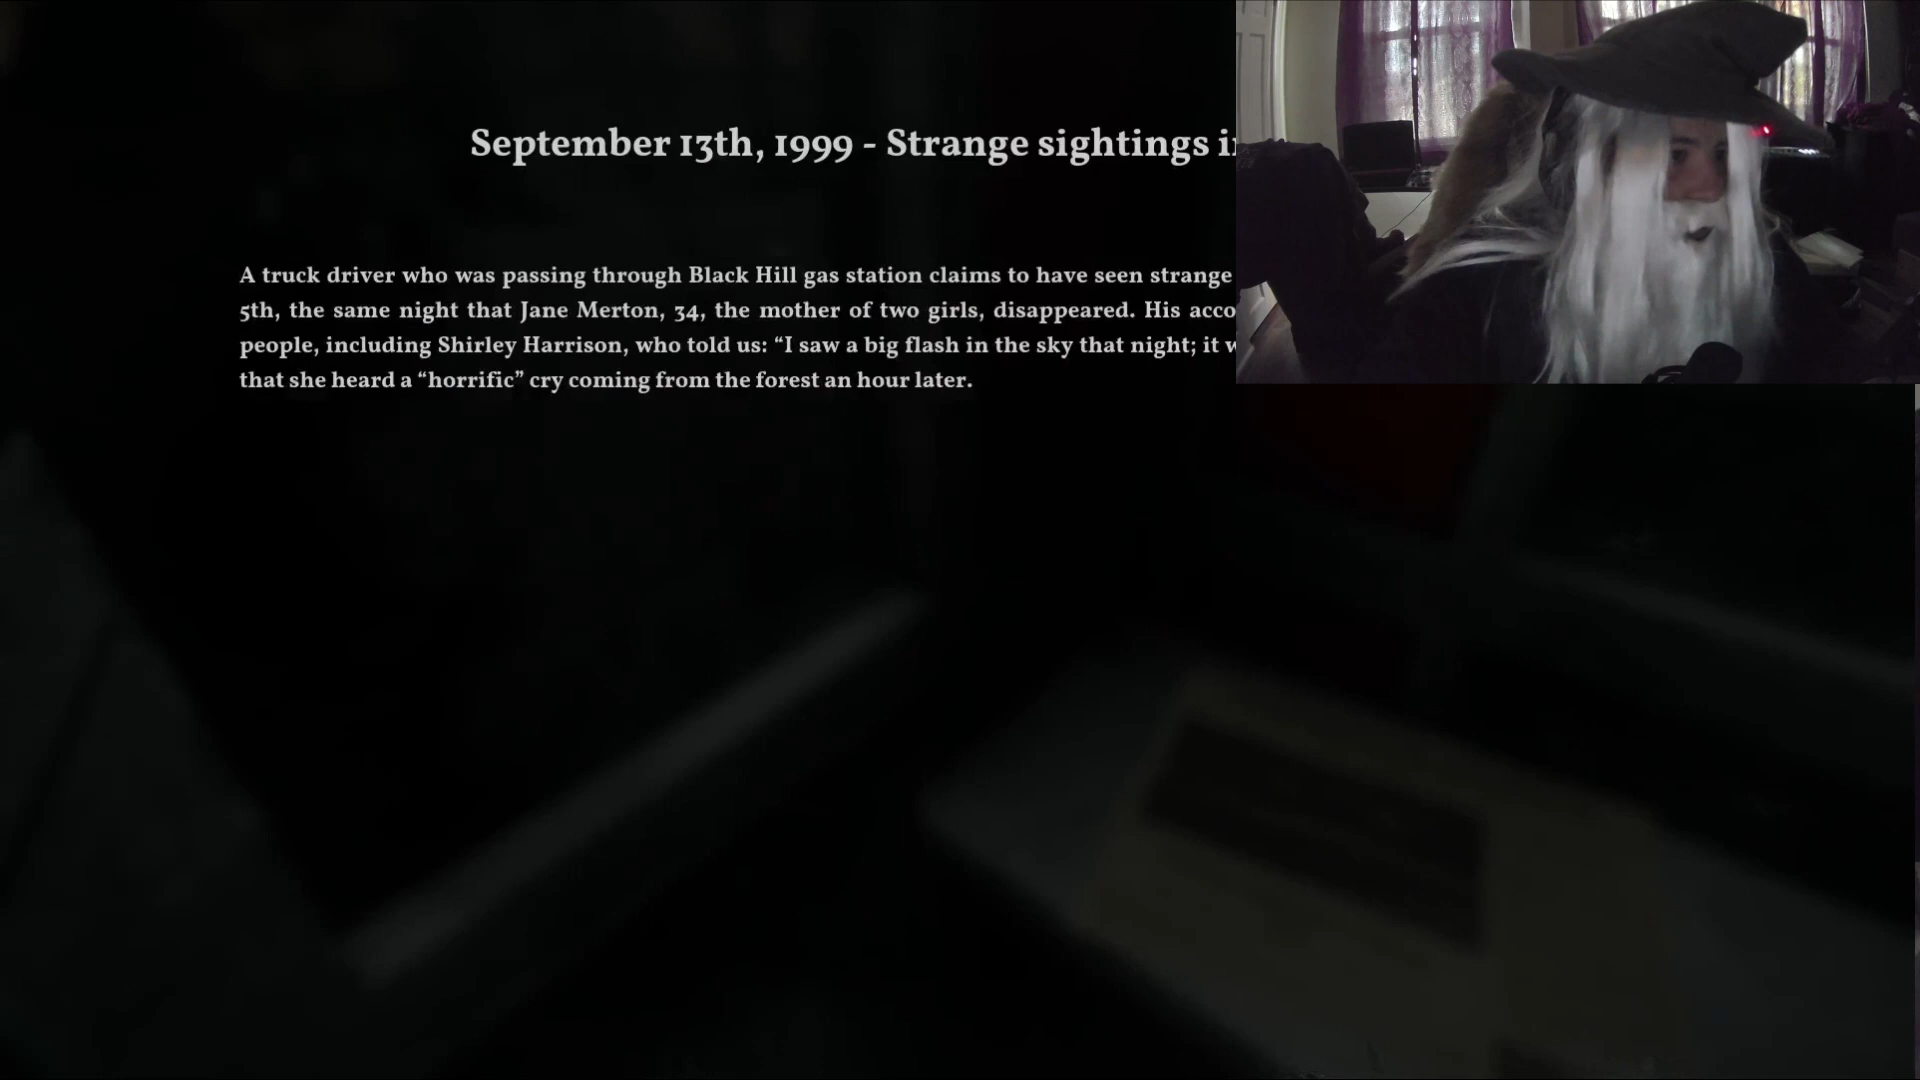 September 13th, 1999 - Strange sightings
A truck driver who was passing through Black Hill gas station claims to have seen strange
5th, the same night that Jane Merton, 34, the mother of two girls, disappeared. His
people, including Shirley Harrison, who told us: “I saw a big flash in the sky that night; it
that she heard a “horrific” cry coming from the forest an hour later.